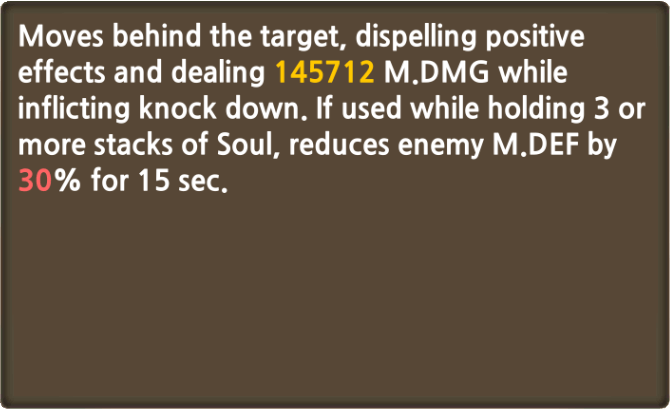 Moves behind the target, dispelling positive
effects and dealing 145712 M.DMG while
inflicting knock down. If used while holding 3 or
more stacks of Soul, reduces enemy M.DEF by
30% for 15 sec.